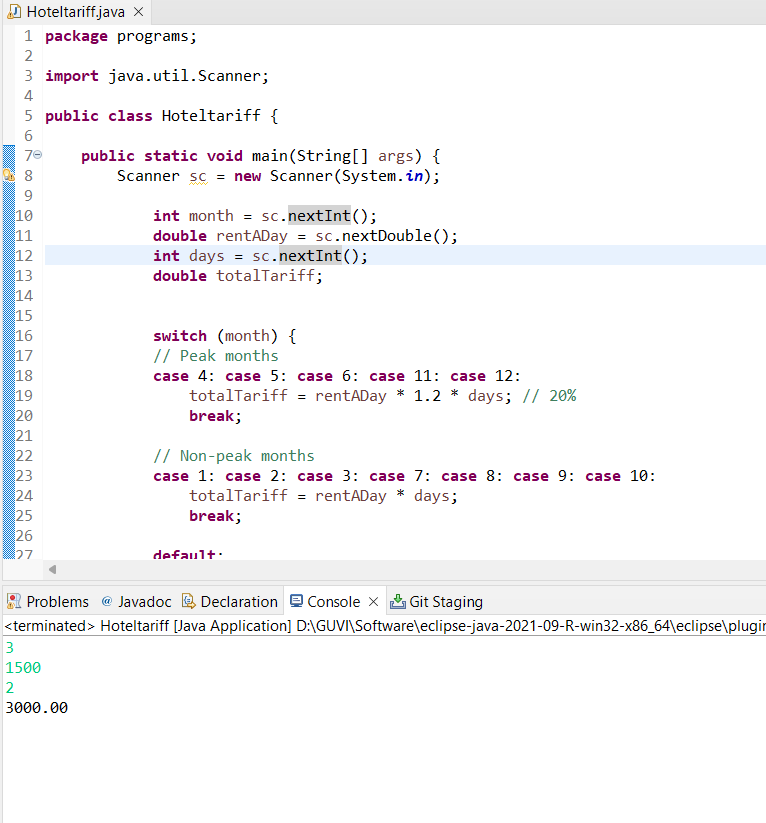 Hoteltariff.java
1 package programs;
2
3 import java.util.Scanner;
4
5 public class Hoteltariff {
6
7     public static void main(String[] args) {
8         Scanner sc = new Scanner(System.in);
9
10             int month = sc.nextInt();
11             double rentADay = sc.nextDouble();
12             int days = sc.nextInt();
13             double totalTariff;
14
15
16             switch (month) {
17             // Peak months
18             case 4: case 5: case 6: case 11: case 12:
19                 totalTariff = rentADay * 1.2 * days; // 20%
20                 break;
21
22             // Non-peak months
23             case 1: case 2: case 3: case 7: case 8: case 9: case 10:
24                 totalTariff = rentADay * days;
25                 break;
26
27             default:
Problems @ Javadoc Declaration Console Git Staging
<terminated> Hoteltariff [Java Application] D:\GUVI\Software\eclipse-java-2021-09-R-win32-x86_64\eclipse\plugin
3
1500
2
3000.00